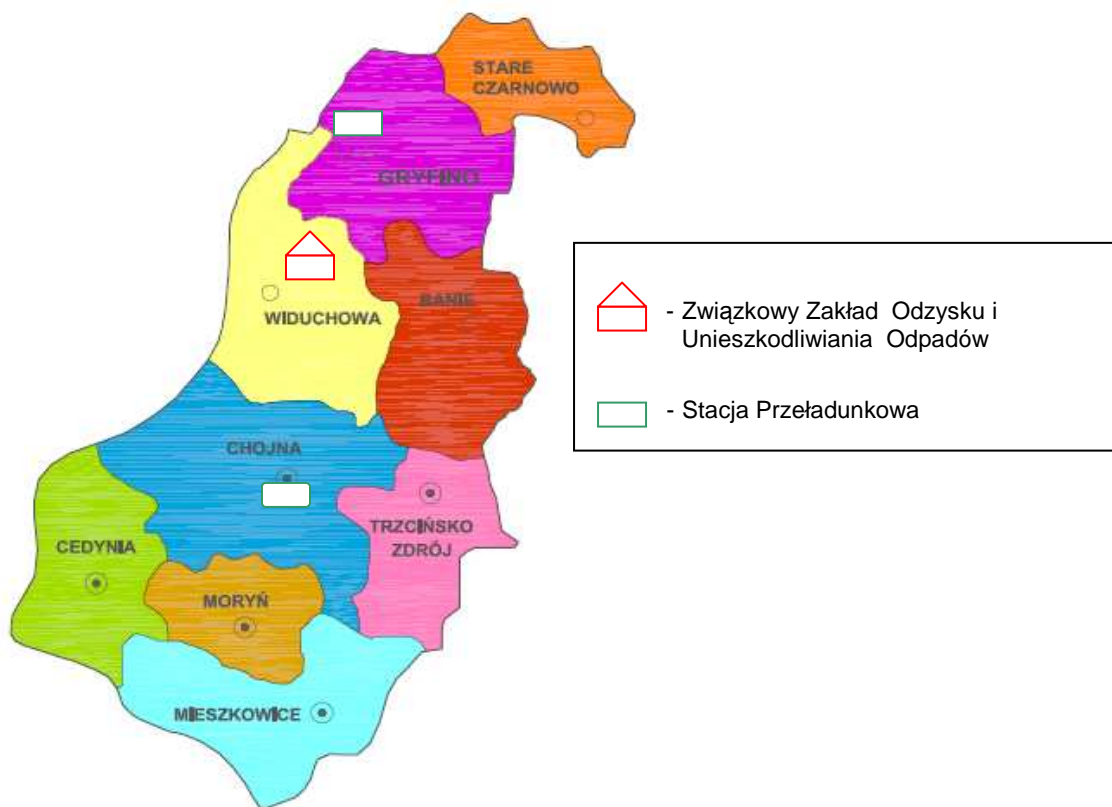 STARE
CZARNOWO
GRYFINO
BANIE
WIDUCHOWA
CHOJNA
TRZCIŃSKO
ZDRÓJ
CEDYNIA
MORYŃ
MIESZKOWICE
- Związkowy Zakład Odzysku i
Unieszkodliwiania Odpadów
- Stacja Przeładunkowa